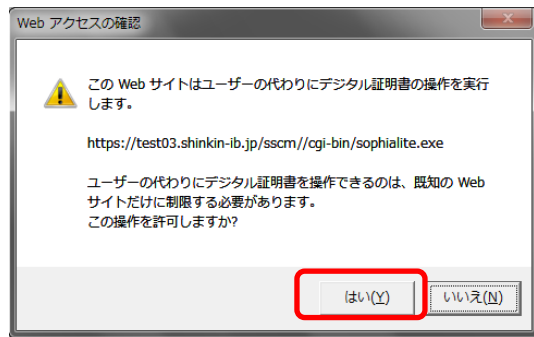 Web アクセスの確認
この Web サイトはユーザーの代わりにデジタル証明書の操作を実行
します。
https://test03.shinkin-ib.jp/sscm//cgi-bin/sophialite.exe
ユーザーの代わりにデジタル証明書を操作できるのは、既知の Web
サイトだけに制限する必要があります。
この操作を許可しますか?
はい(Y)
いいえ(N)